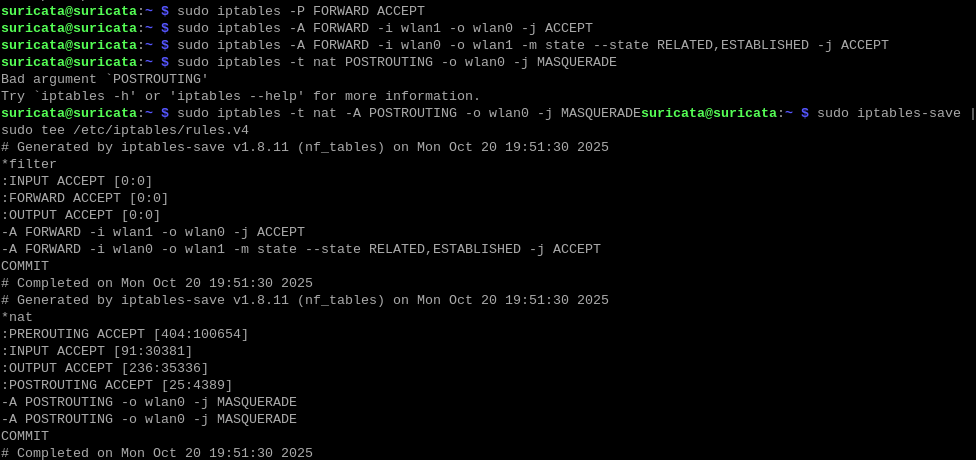 suricata@suricata:~ $ sudo iptables -P FORWARD ACCEPT
suricata@suricata:~ $ sudo iptables -A FORWARD -i wlan1 -o wlan0 -j ACCEPT
suricata@suricata:~ $ sudo iptables -A FORWARD -i wlan0 -o wlan1 -m state --state RELATED,ESTABLISHED -j ACCEPT
suricata@suricata:~ $ sudo iptables -t nat POSTROUTING -o wlan0 -j MASQUERADE
Bad argument `POSTROUTING'
Try `iptables -h' or 'iptables --help' for more information.
suricata@suricata:~ $ sudo iptables -t nat -A POSTROUTING -o wlan0 -j MASQUERADEsuricata@suricata:~ $ sudo iptables-save |
sudo tee /etc/iptables/rules.v4
# Generated by iptables-save v1.8.11 (nf_tables) on Mon Oct 20 19:51:30 2025
*filter
:INPUT ACCEPT [0:0]
:FORWARD ACCEPT [0:0]
:OUTPUT ACCEPT [0:0]
-A FORWARD -i wlan1 -o wlan0 -j ACCEPT
-A FORWARD -i wlan0 -o wlan1 -m state --state RELATED,ESTABLISHED -j ACCEPT
COMMIT
# Completed on Mon Oct 20 19:51:30 2025
# Generated by iptables-save v1.8.11 (nf_tables) on Mon Oct 20 19:51:30 2025
*nat
:PREROUTING ACCEPT [404:100654]
:INPUT ACCEPT [91:30381]
:OUTPUT ACCEPT [236:35336]
:POSTROUTING ACCEPT [25:4389]
-A POSTROUTING -o wlan0 -j MASQUERADE
-A POSTROUTING -o wlan0 -j MASQUERADE
COMMIT
# Completed on Mon Oct 20 19:51:30 2025